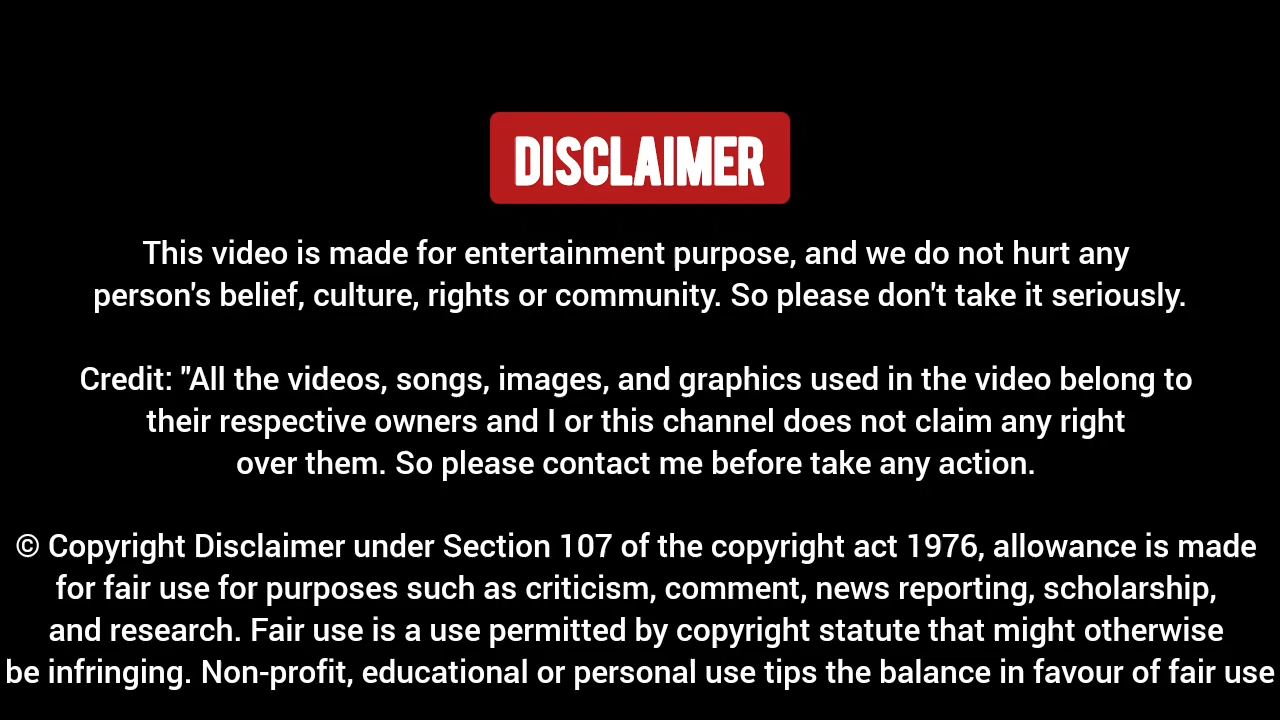 DISCLAIMER
This video is made for entertainment purpose, and we do not hurt any
person's belief, culture, rights or community. So please don't take it seriously.
Credit: "All the videos, songs, images, and graphics used in the video belong to
their respective owners and I or this channel does not claim any right
over them. So please contact me before take any action.
© Copyright Disclaimer under Section 107 of the copyright act 1976, allowance is made
for fair use for purposes such as criticism, comment, news reporting, scholarship,
and research. Fair use is a use permitted by copyright statute that might otherwise
be infringing. Non-profit, educational or personal use tips the balance in favour of fair use